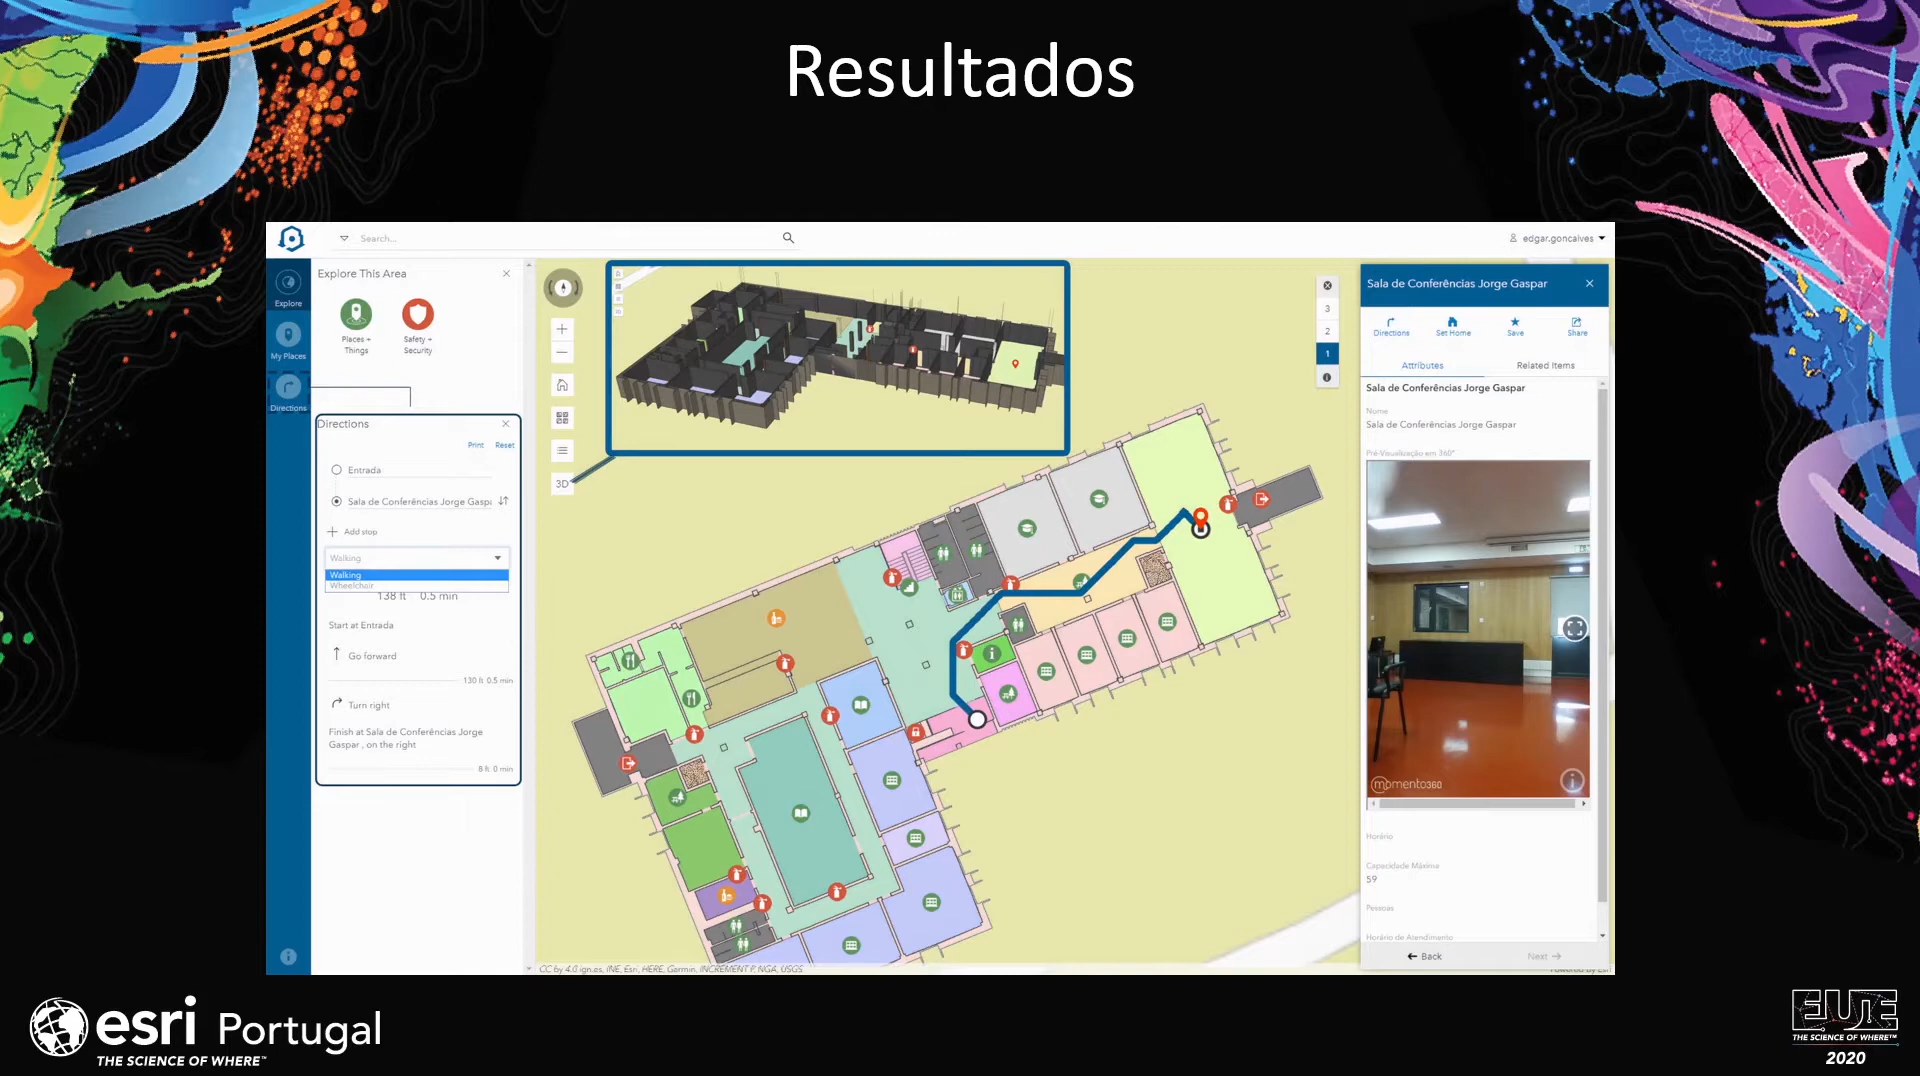 Resultados
Search...
edgar.goncalves
Explore
My Places
Directions
Explore This Area
Places +
Things
Safety +
Security
Directions
Print Reset
Entrada
Sala de Conferências Jorge Gaspa
Add stop
Walking
Walking
Wheelchair
138 ft 0.5 min
Start at Entrada
Go forward
130 ft 0.5 min
Turn right
Finish at Sala de Conferências Jorge
Gaspar , on the right
8 ft 0 min
3D
3
2
1
CC by 4.0 ign.es, INE, Esri, HERE, Garmin, INCREMENT P, NGA, USGS
Sala de Conferências Jorge Gaspar
Directions Set Home Save Share
Attributes Related Items
Sala de Conferências Jorge Gaspar
Nome
Sala de Conferências Jorge Gaspar
Pré-Visualização em 360°
momento360
Horário
Capacidade Máxima
59
Pessoas
Horário de Atendimento
Back Next
Powered by Esri
esri Portugal
THE SCIENCE OF WHERE™
EUE
THE SCIENCE OF WHERE™
2020